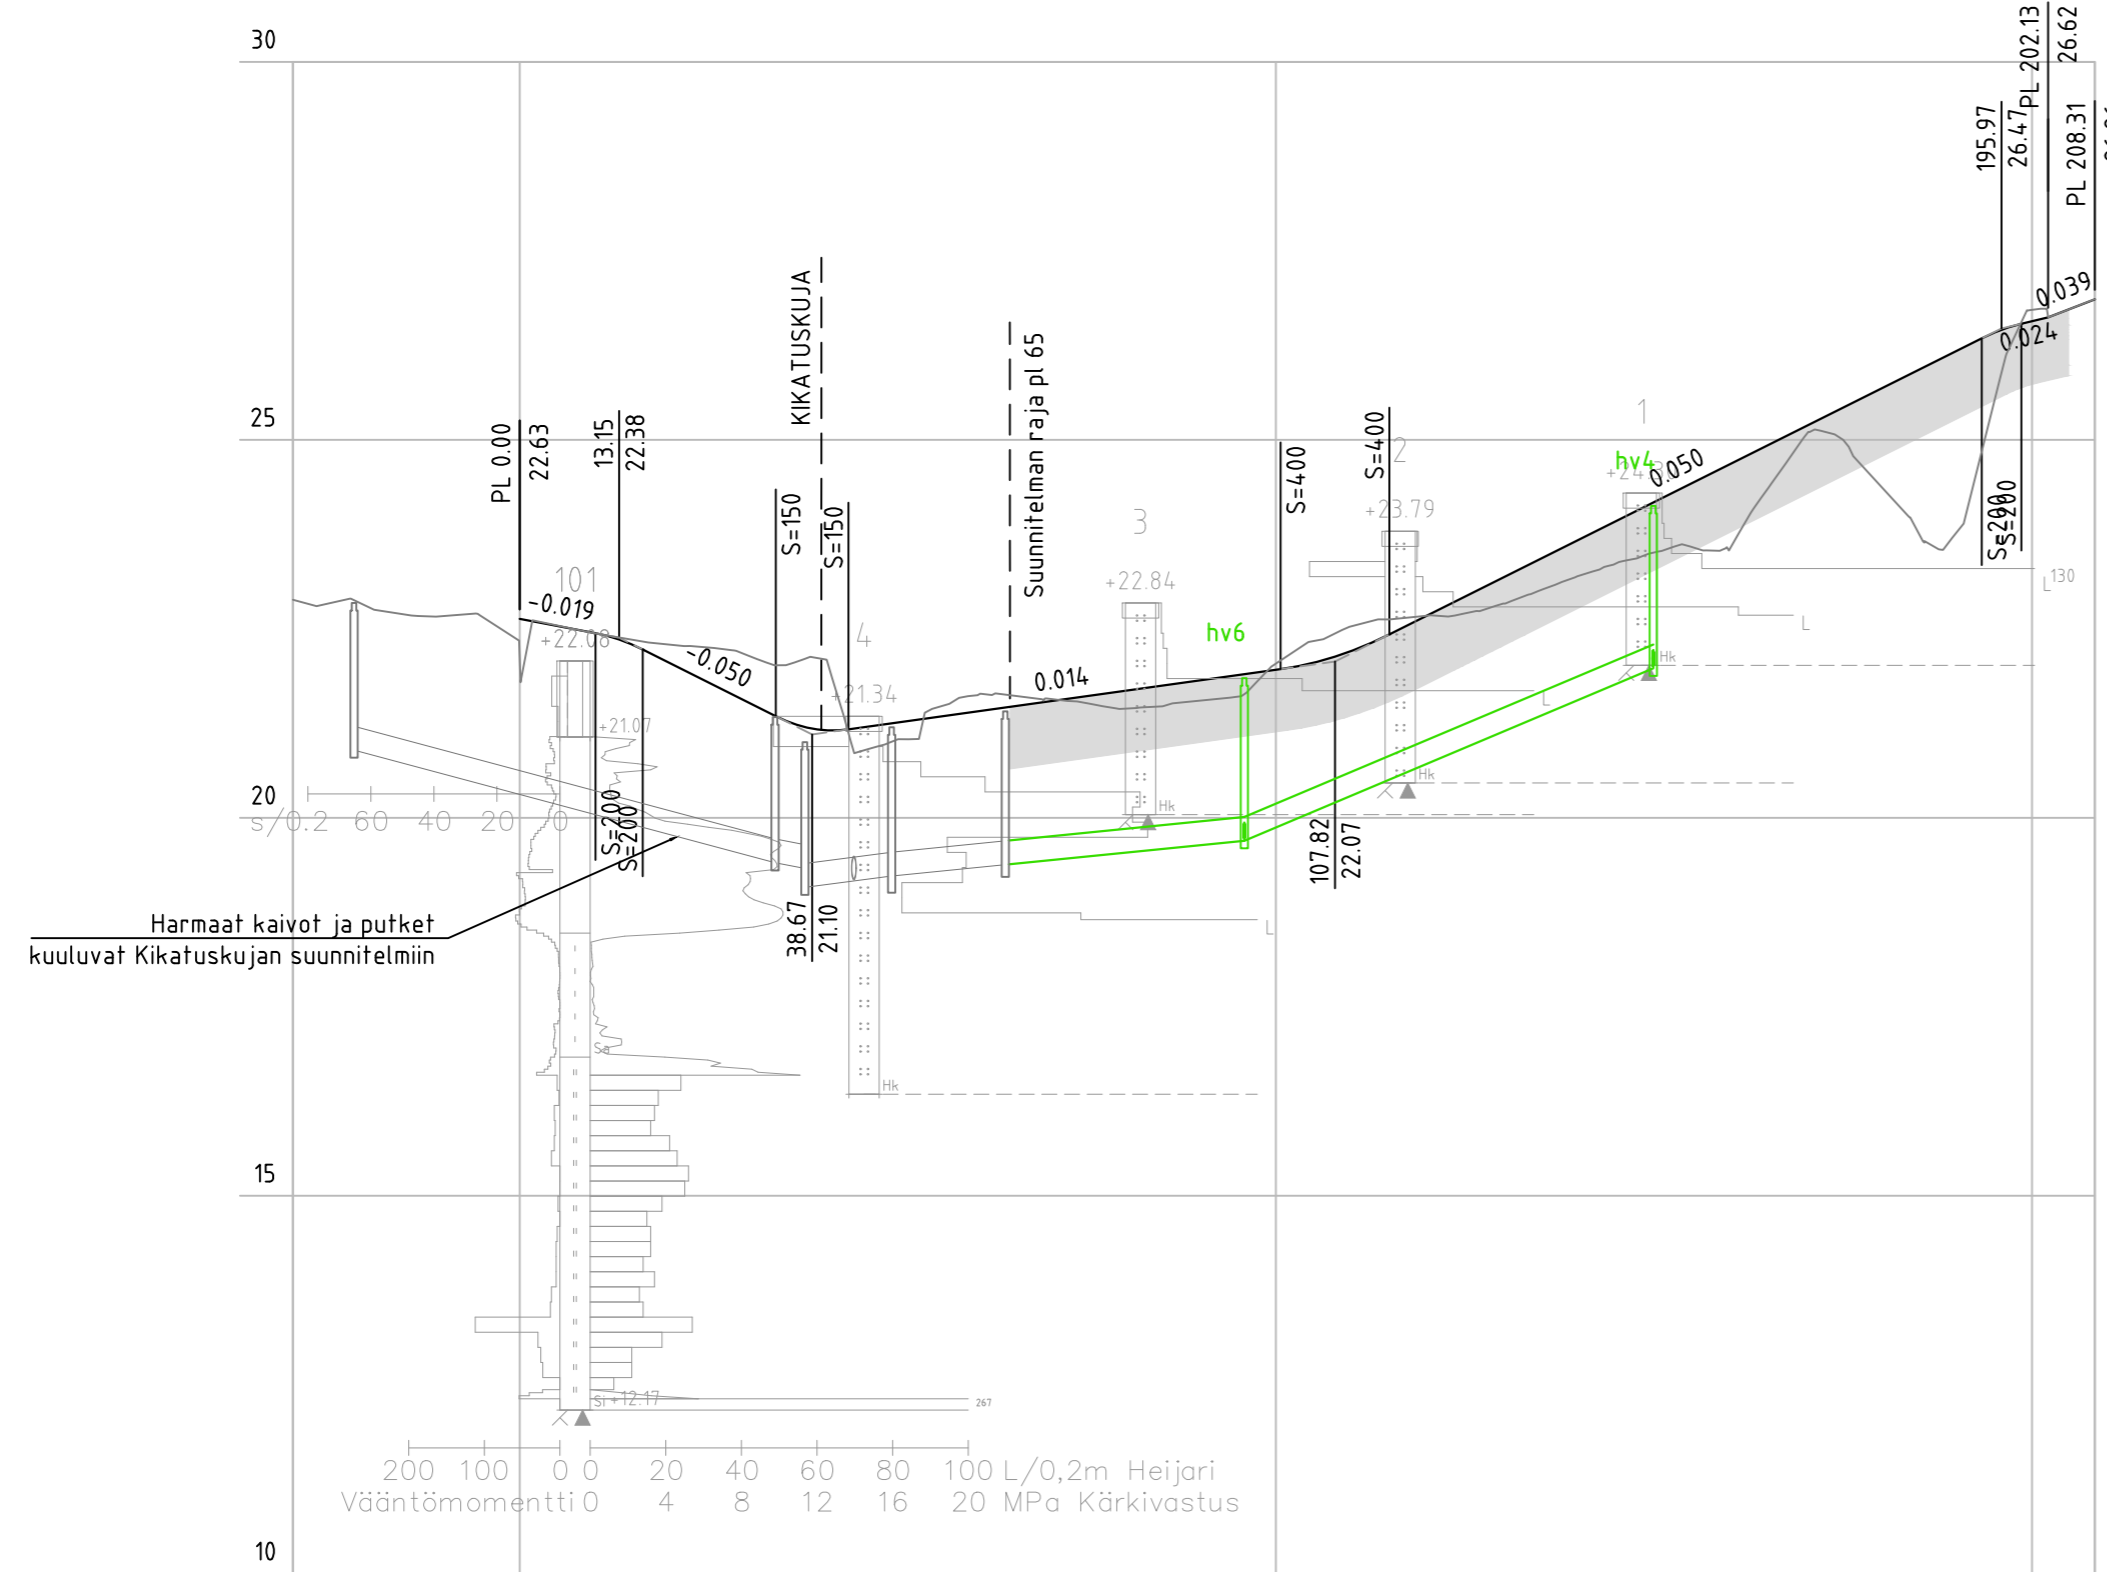 30
PL 202.13
26.62
195.97
26.47
PL 208.31
0.039
0.024
25
PL 0.00
22.63
13.15
22.38
KIKATUSKUJA
S=150
S=150
Suunnitelman raja pl 65
S=400
S=400
2
+23.79
1
hv4
0.050
S=200
S=200
L130
101
-0.019
+22.08
-0.050
4
+21.34
3
+22.84
hv6
0.014
L
Hk
L
+21.07
Hk
Hk
20
s/0.2 60 40 20 0
S=200
S=200
107.82
22.07
38.67
21.10
L
Harmaat kaivot ja putket
kuuluvat Kikatuskujan suunnitelmiin
Sa
Hk
15
Si +12.17
267
200 100 0 0 20 40 60 80 100 L/0,2m Heijari
Vääntömomentti 0 4 8 12 16 20 MPa Kärkivastus
10